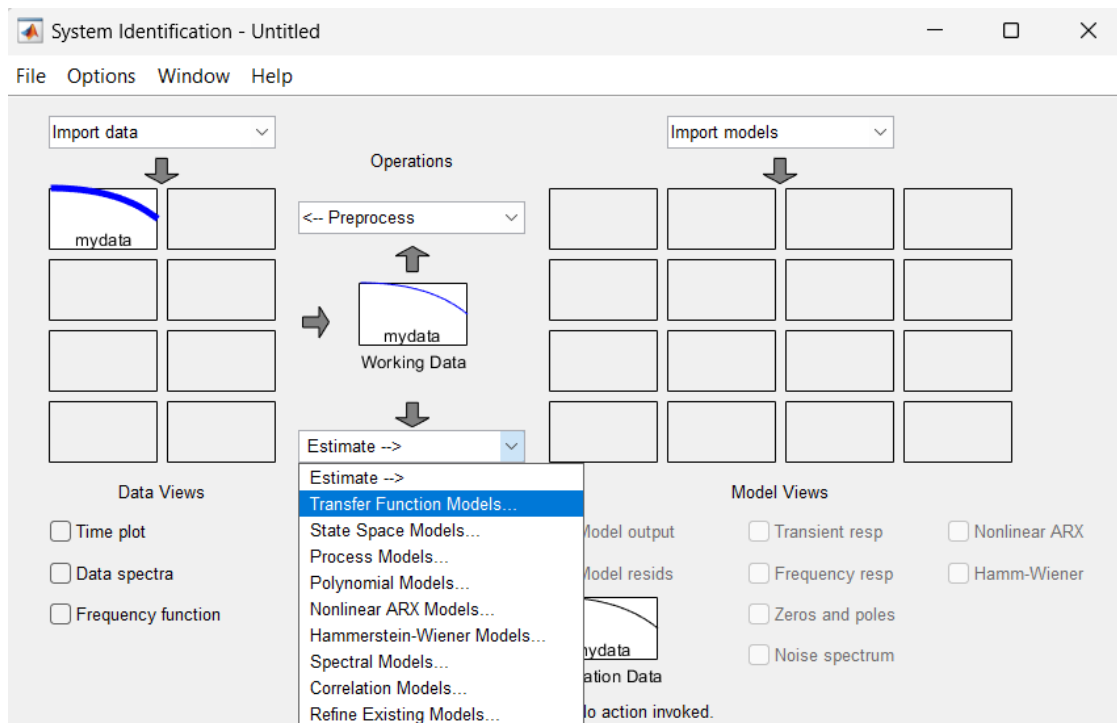 System Identification - Untitled
File Options Window Help
Import data
Import models
Operations
<-- Preprocess
mydata
mydata
Working Data
Estimate -->
Estimate -->
Transfer Function Models...
State Space Models...
Process Models...
Polynomial Models...
Nonlinear ARX Models...
Hammerstein-Wiener Models...
Spectral Models...
Correlation Models...
Refine Existing Models...
Data Views
Time plot
Data spectra
Frequency function
Model Views
Model output
Transient resp
Nonlinear ARX
Model resids
Frequency resp
Hamm-Wiener
Zeros and poles
Noise spectrum
mydata
ation Data
lo action invoked.